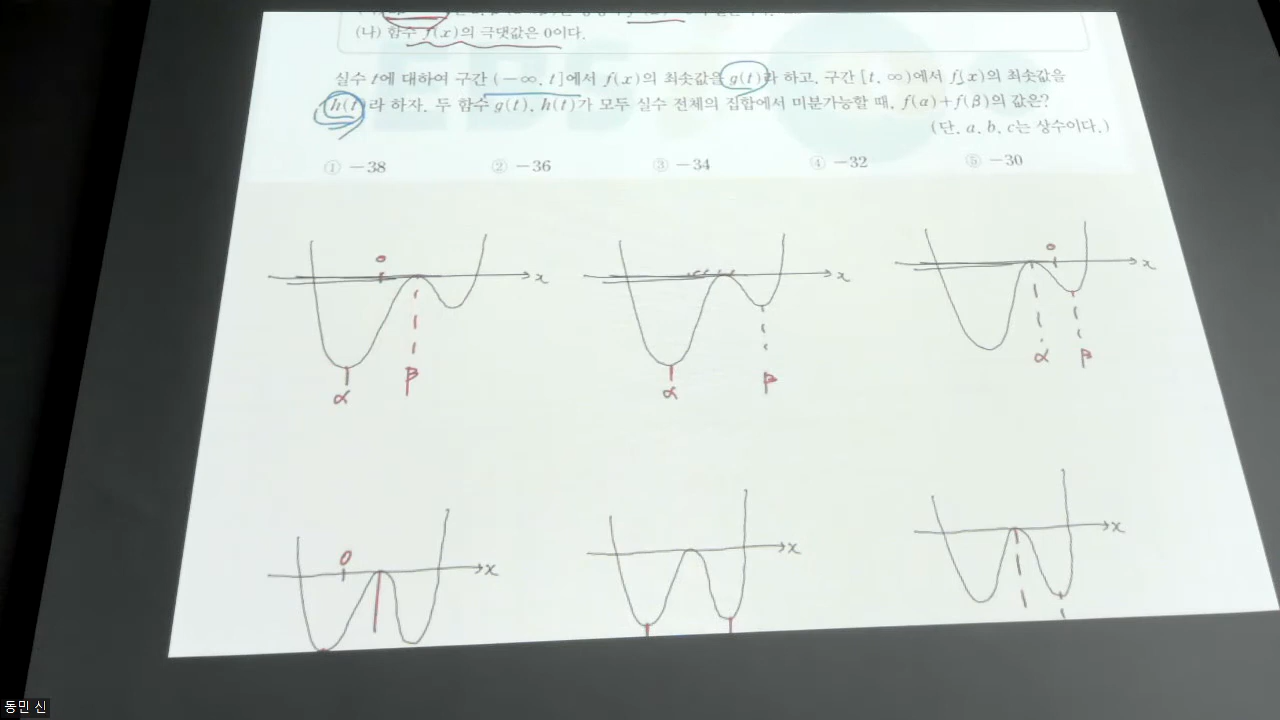 (나) 함수 f(x)의 극댓값은 0이다.
실수 t에 대하여 구간 (−∞, t]에서 f(x)의 최솟값을 g(t)라 하고, 구간 [t, ∞)에서 f(x)의 최솟값을
h(t)라 하자. 두 함수 g(t), h(t)가 모두 실수 전체의 집합에서 미분가능할 때, f(α)+f(β)의 값은?
(단, a, b, c는 상수이다.)
① −38 ② −36 ③ −34 ④ −32 ⑤ −30
0 x x 0 x
α β α β α β
0 x x x
동민 신